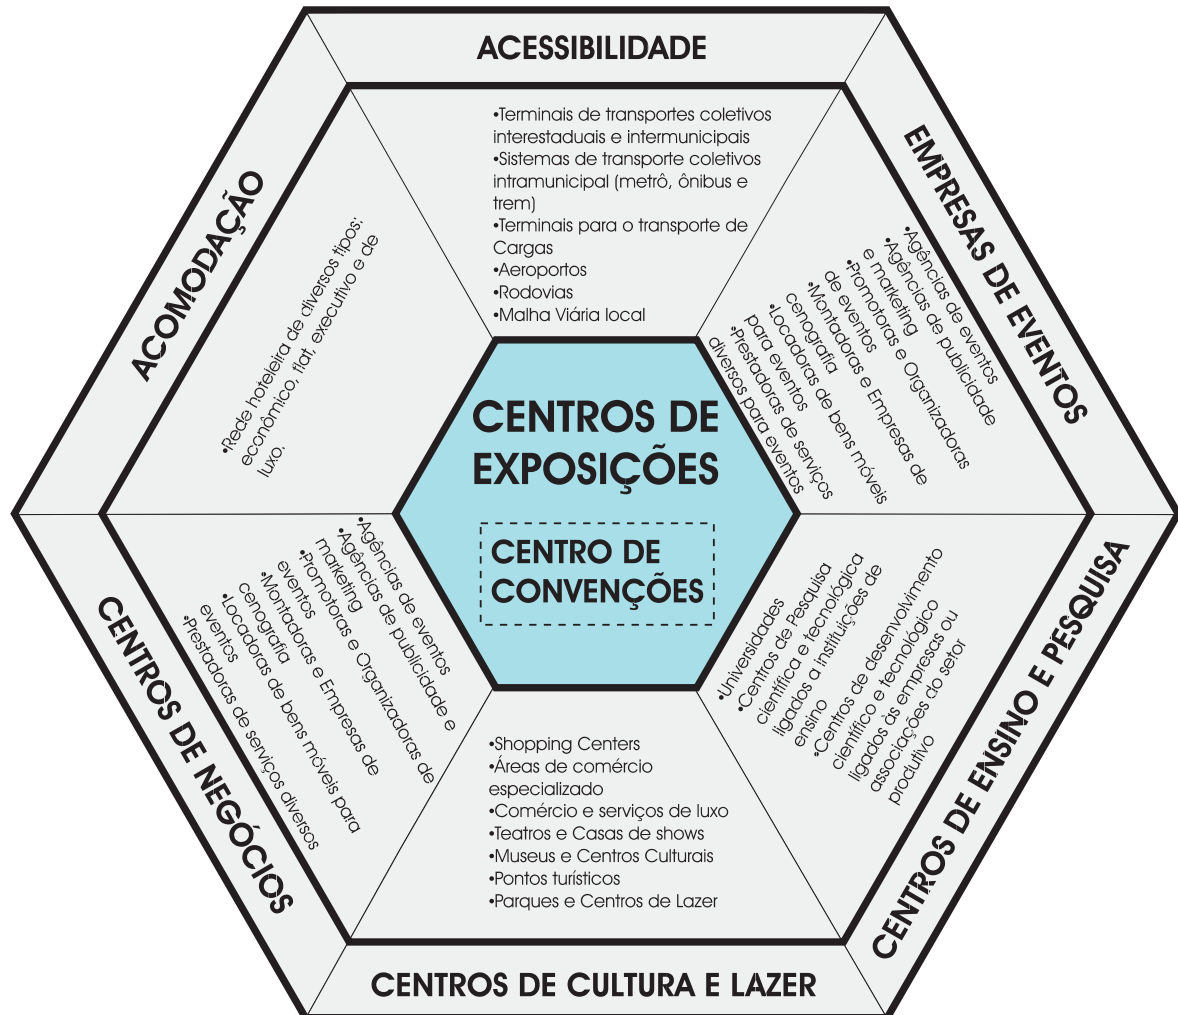 ACESSIBILIDADE
•Terminais de transportes coletivos
interestaduais e intermunicipais
•Sistemas de transporte coletivos
intramunicipal (metrô, ônibus e
trem)
•Terminais para o transporte de
Cargas
•Aeroportos
•Rodovias
•Malha Viária local
EMPRESAS DE EVENTOS
•Agências de eventos
•Agências de publicidade
e marketing
•Promotoras e Organizadoras
de eventos
•Montadoras e Empresas de
cenografia
•Locadoras de bens móveis
para eventos
•Prestadoras de serviços
diversos para eventos
CENTROS DE ENSINO E PESQUISA
•Universidades
•Centros de Pesquisa
científica e tecnológica
ligados a instituições de
ensino
•Centros de desenvolvimento
científico e tecnológico
ligados às empresas ou
associações do setor
produtivo
CENTROS DE CULTURA E LAZER
•Shopping Centers
•Áreas de comércio
especializado
•Comércio e serviços de luxo
•Teatros e Casas de shows
•Museus e Centros Culturais
•Pontos turísticos
•Parques e Centros de Lazer
CENTROS DE NEGÓCIOS
•Agências de eventos
•Agências de publicidade e
marketing
•Promotoras e Organizadoras de
eventos
•Montadoras e Empresas de
cenografia
•Locadoras de bens móveis para
eventos
•Prestadoras de serviços diversos
ACOMODAÇÃO
•Rede hoteleira de diversos tipos:
econômico, flat, executivo e de
luxo.
CENTROS DE
EXPOSIÇÕES
CENTRO DE
CONVENÇÕES